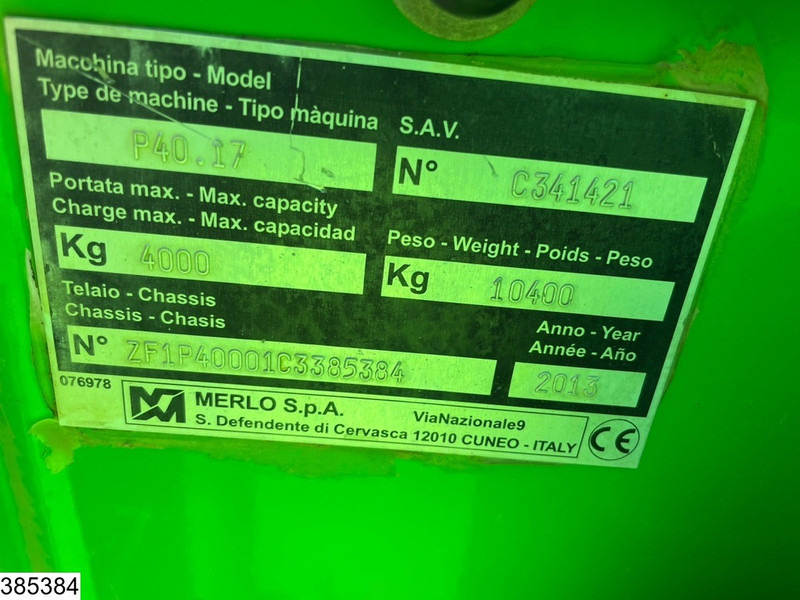 Macchina tipo - Model
Type de machine - Tipo màquina
P40.17
S.A.V.
N° C341421
Portata max. - Max. capacity
Charge max. - Max. capacidad
Kg 4000
Peso - Weight - Poids - Peso
Kg 10400
Telaio - Chassis
Chassis - Chasis
N° ZF1P40001C3385384
Anno - Year
Année - Año
2013
076978
MERLO S.p.A.
ViaNazionale9
S. Defendente di Cervasca 12010 CUNEO - ITALY
CE
385384